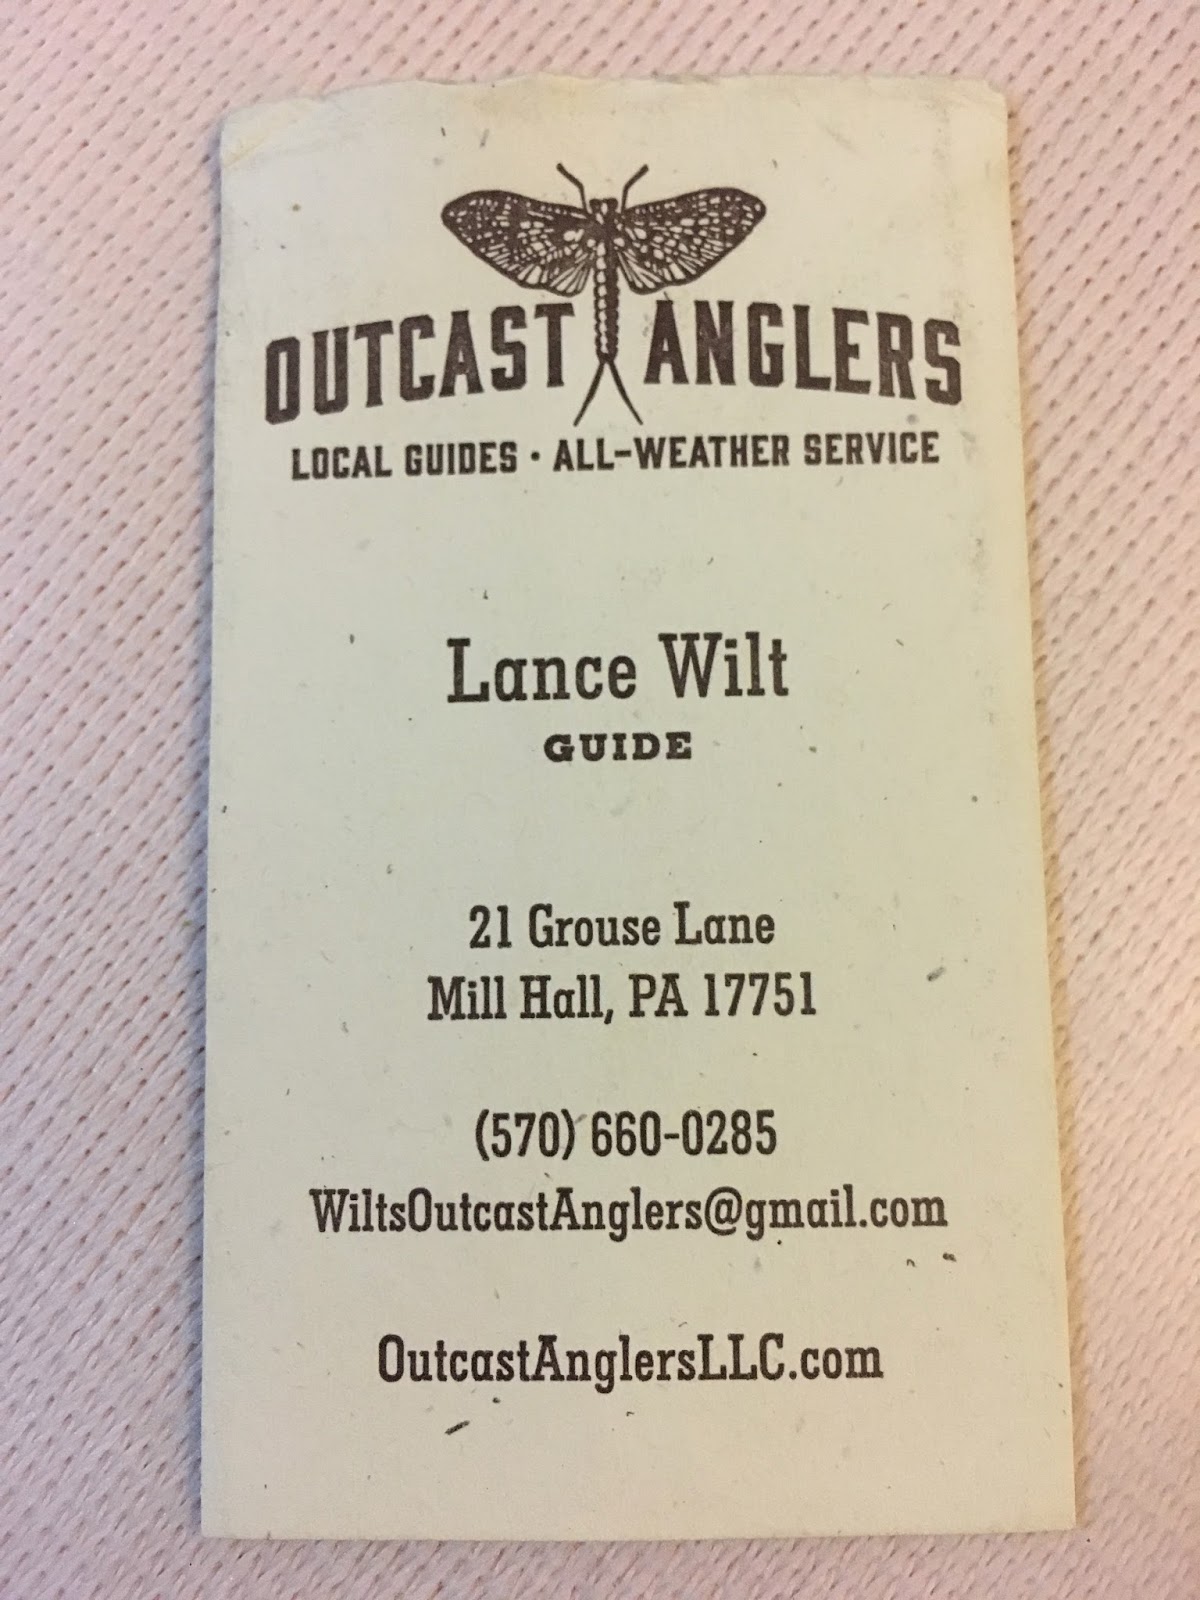 OUTCAST ANGLERS
LOCAL GUIDES · ALL-WEATHER SERVICE
Lance Wilt
GUIDE
21 Grouse Lane
Mill Hall, PA 17751
(570) 660-0285
WiltsOutcastAnglers@gmail.com
OutcastAnglersLLC.com